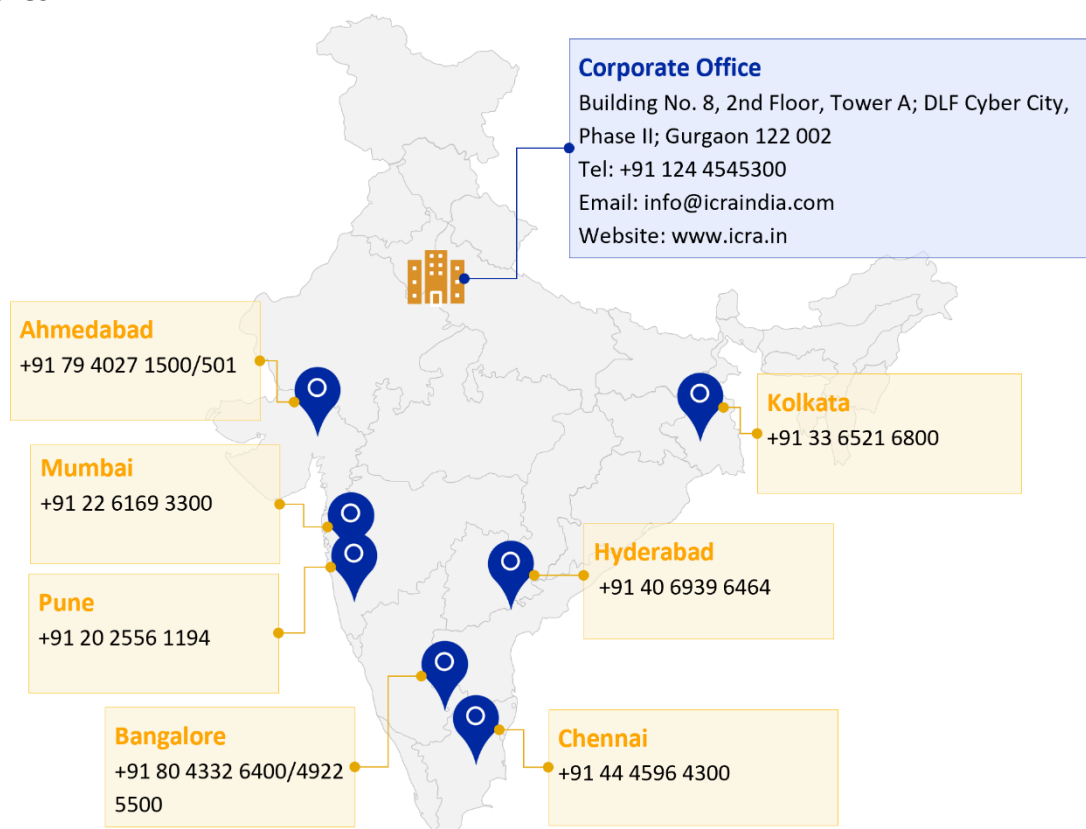 Corporate Office
Building No. 8, 2nd Floor, Tower A; DLF Cyber City,
Phase II; Gurgaon 122 002
Tel: +91 124 4545300
Email: info@icraindia.com
Website: www.icra.in
Ahmedabad
+91 79 4027 1500/501
Kolkata
+91 33 6521 6800
Mumbai
+91 22 6169 3300
Hyderabad
+91 40 6939 6464
Pune
+91 20 2556 1194
Bangalore
+91 80 4332 6400/4922
5500
Chennai
+91 44 4596 4300